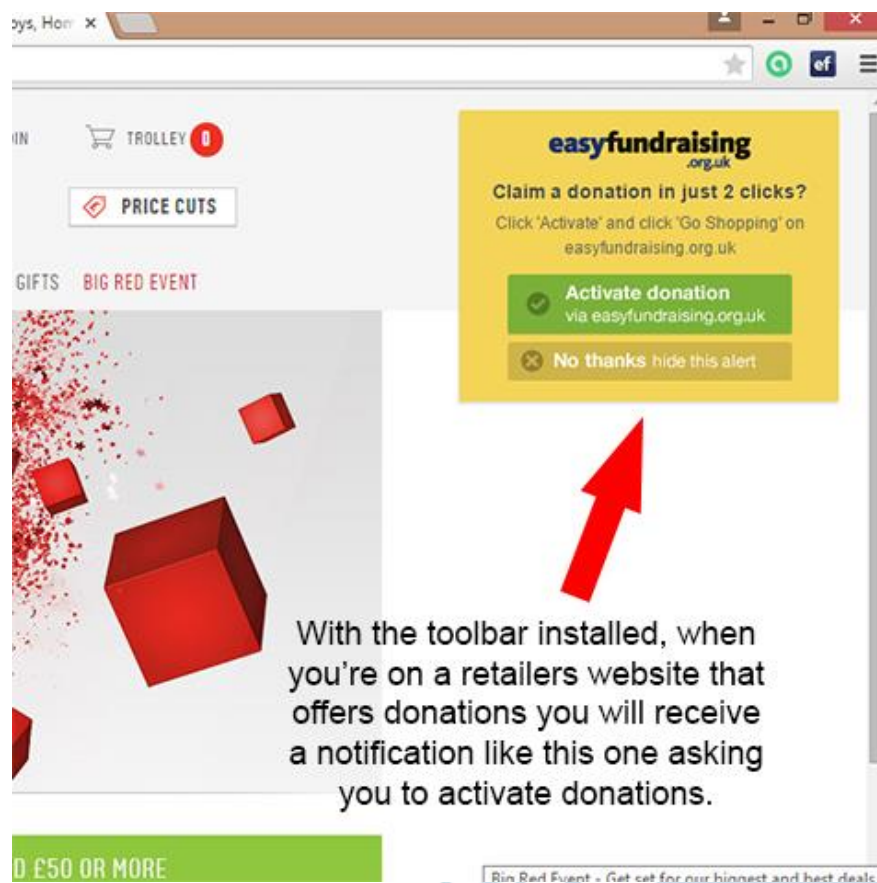 TROLLEY 0
PRICE CUTS
GIFTS BIG RED EVENT
easyfundraising
.org.uk
Claim a donation in just 2 clicks?
Click 'Activate' and click 'Go Shopping' on
easyfundraising.org.uk
Activate donation
via easyfundraising.org.uk
No thanks hide this alert
ef
With the toolbar installed, when
you're on a retailers website that
offers donations you will receive
a notification like this one asking
you to activate donations.
£50 OR MORE
Big Red Event - Get set for our biggest and best deals